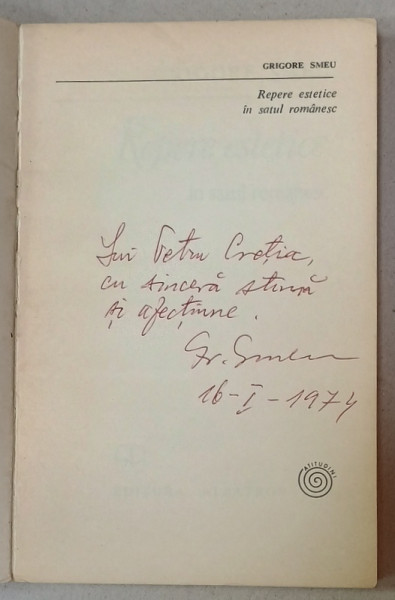 GRIGORE SMEU
Repere estetice
în satul românesc
Lui Petru Creția,
cu sinceră stimă
și afecțiune.
Gr. Smeu
16-I-1974
ATITUDINI